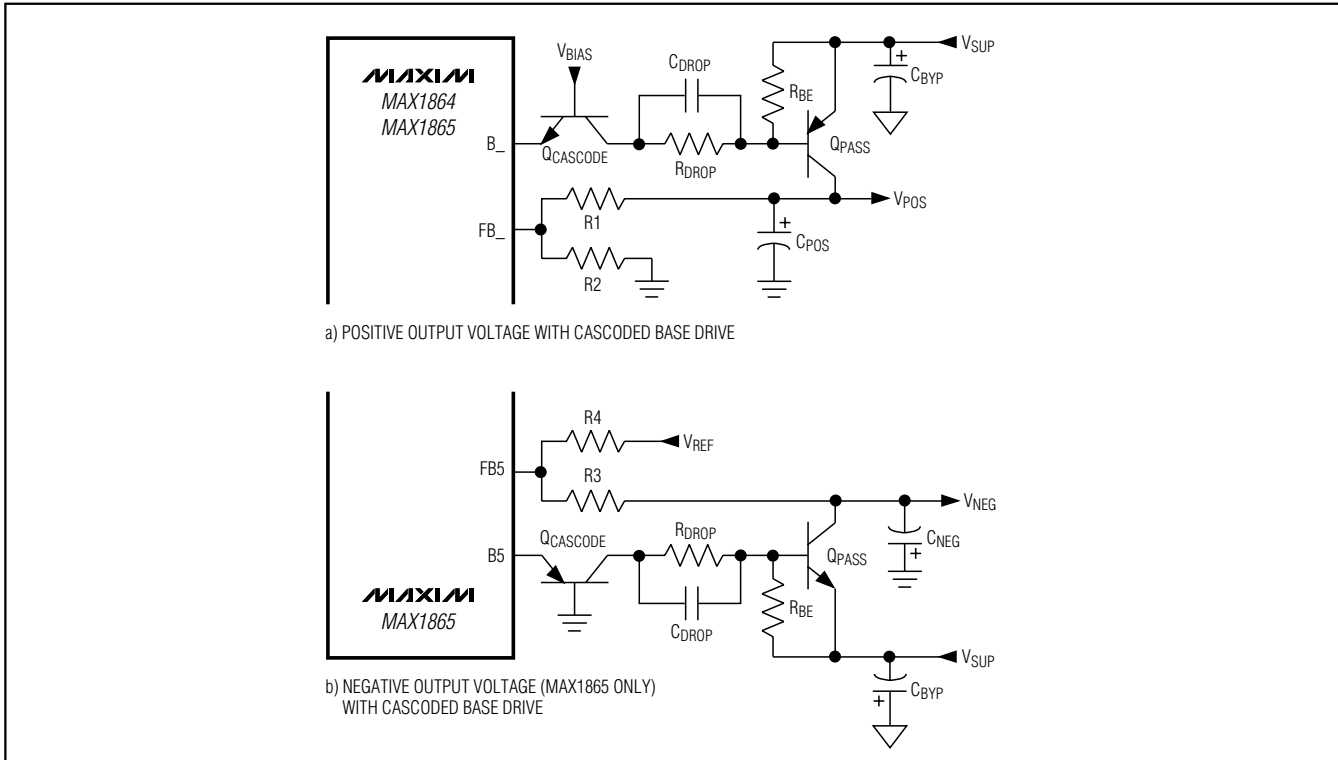 MAXIM
MAX1864
MAX1865
B_
FB_
VBIAS
QCASCODE
CDROP
RDROP
RBE
QPASS
VSUP
CBYP
VPOS
R1
R2
CPOS
+
+
a) POSITIVE OUTPUT VOLTAGE WITH CASCODED BASE DRIVE
R4
VREF
FB5
R3
VNEG
CNEG
+
B5
QCASCODE
RDROP
CDROP
QPASS
RBE
MAXIM
MAX1865
VSUP
CBYP
+
b) NEGATIVE OUTPUT VOLTAGE (MAX1865 ONLY)
WITH CASCODED BASE DRIVE